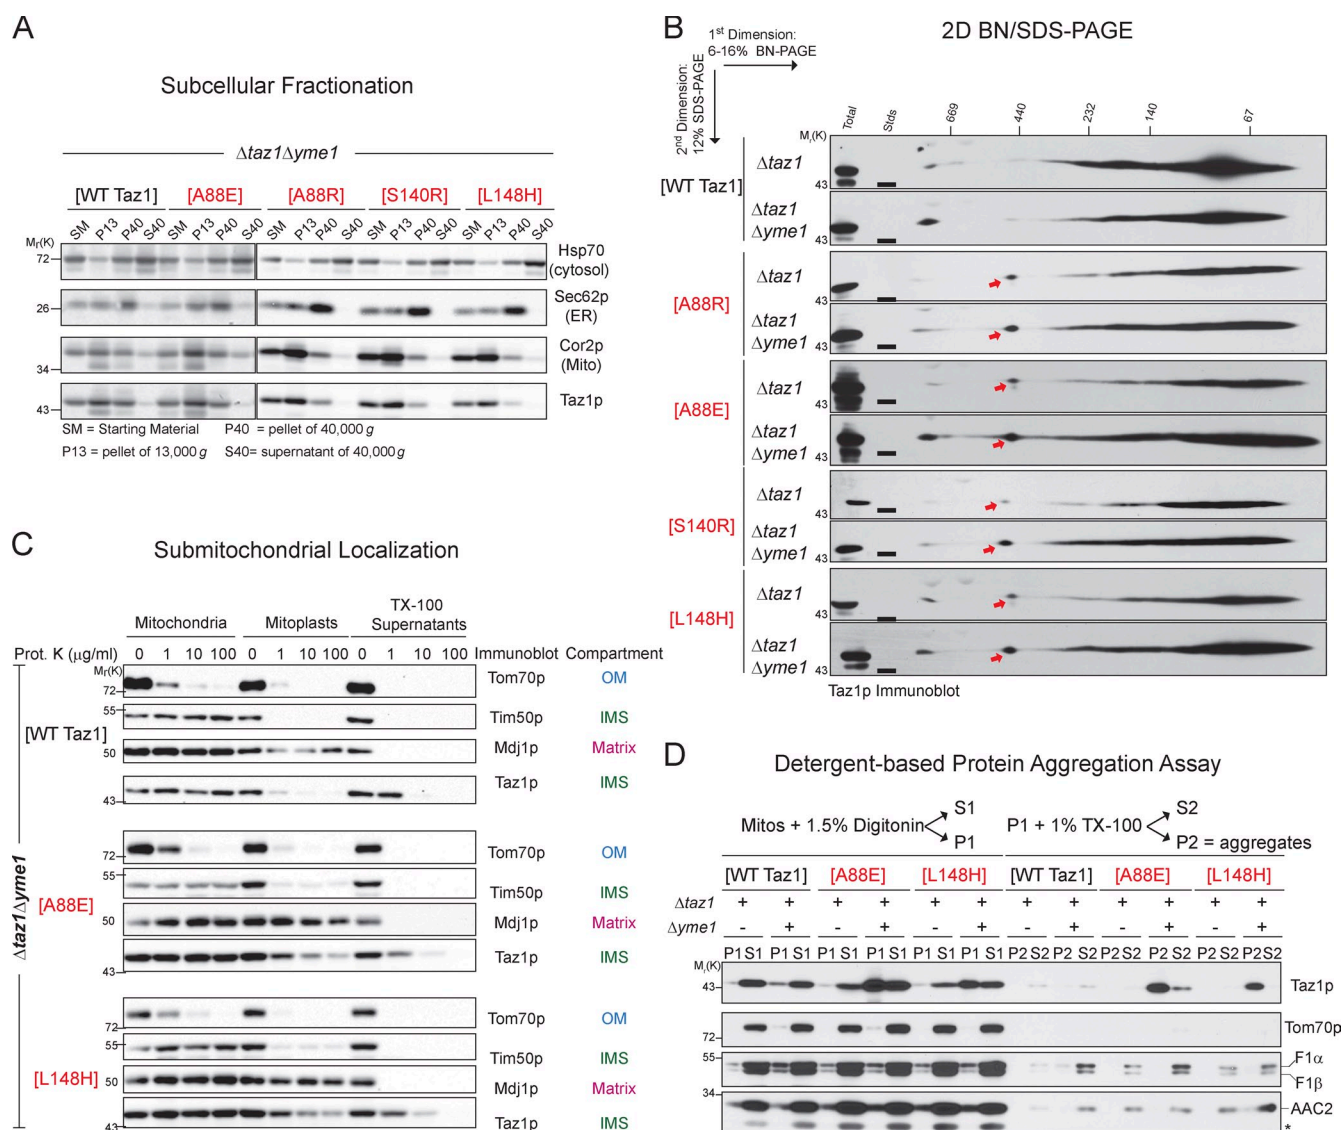 A
Subcellular Fractionation
Δtaz1Δyme1
[WT Taz1] [A88E] [A88R] [S140R] [L148H]
SM P13 P40 S40 SM P13 P40 S40 SM P13 P40 S40 SM P13 P40 S40 SM P13 P40 S40
Mr(K)
72 Hsp70
(cytosol)
26 Sec62p
(ER)
Cor2p
34 (Mito)
43 Taz1p
SM = Starting Material P40 = pellet of 40,000 g
P13 = pellet of 13,000 g S40= supernatant of 40,000 g
B
2D BN/SDS-PAGE
1st Dimension:
6-16% BN-PAGE
2nd Dimension:
12% SDS-PAGE
Mr(K) Total Stds 669 440 232 140 67
[WT Taz1]
Δtaz1 43
Δtaz1
Δyme1 43
[A88R]
Δtaz1 43
Δtaz1
Δyme1 43
[A88E]
Δtaz1 43
Δtaz1
Δyme1 43
[S140R]
Δtaz1 43
Δtaz1
Δyme1 43
[L148H]
Δtaz1 43
Δtaz1
Δyme1 43
Taz1p Immunoblot
C
Submitochondrial Localization
Mitochondria Mitoplasts TX-100
Supernatants
Prot. K (μg/ml) 0 1 10 100 0 1 10 100 0 1 10 100 Immunoblot Compartment
Mr(K)
Δtaz1Δyme1
[WT Taz1]
72 Tom70p OM
55 Tim50p IMS
50 Mdj1p Matrix
43 Taz1p IMS
[A88E]
72 Tom70p OM
55 Tim50p IMS
50 Mdj1p Matrix
43 Taz1p IMS
[L148H]
72 Tom70p OM
55 Tim50p IMS
50 Mdj1p Matrix
43 Taz1p IMS
D
Detergent-based Protein Aggregation Assay
Mitos + 1.5% Digitonin S1 P1 + 1% TX-100 S2
P1 P2 = aggregates
[WT Taz1] [A88E] [L148H] [WT Taz1] [A88E] [L148H]
Δtaz1 + + + + + + + + + + + +
Δyme1 - + - + - + - + - + - +
P1 S1 P1 S1 P1 S1 P1 S1 P1 S1 P1 S1 P2 S2 P2 S2 P2 S2 P2 S2 P2 S2 P2 S2
Mr(K)
43 Taz1p
72 Tom70p
55 F1α
F1β
34 AAC2
*